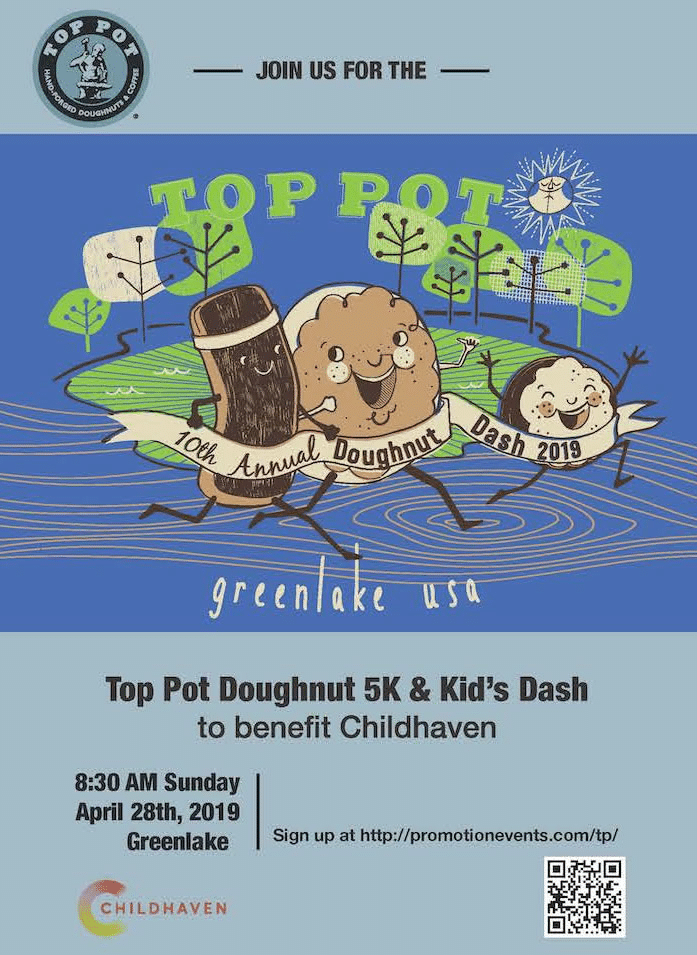 TOP POT
HAND-FORGED DOUGHNUTS & COFFEE
®
JOIN US FOR THE
TOP POT
10th Annual Doughnut Dash 2019
greenlake usa
Top Pot Doughnut 5K & Kid's Dash
to benefit Childhaven
8:30 AM Sunday
April 28th, 2019
Greenlake
Sign up at http://promotionevents.com/tp/
CHILDHAVEN